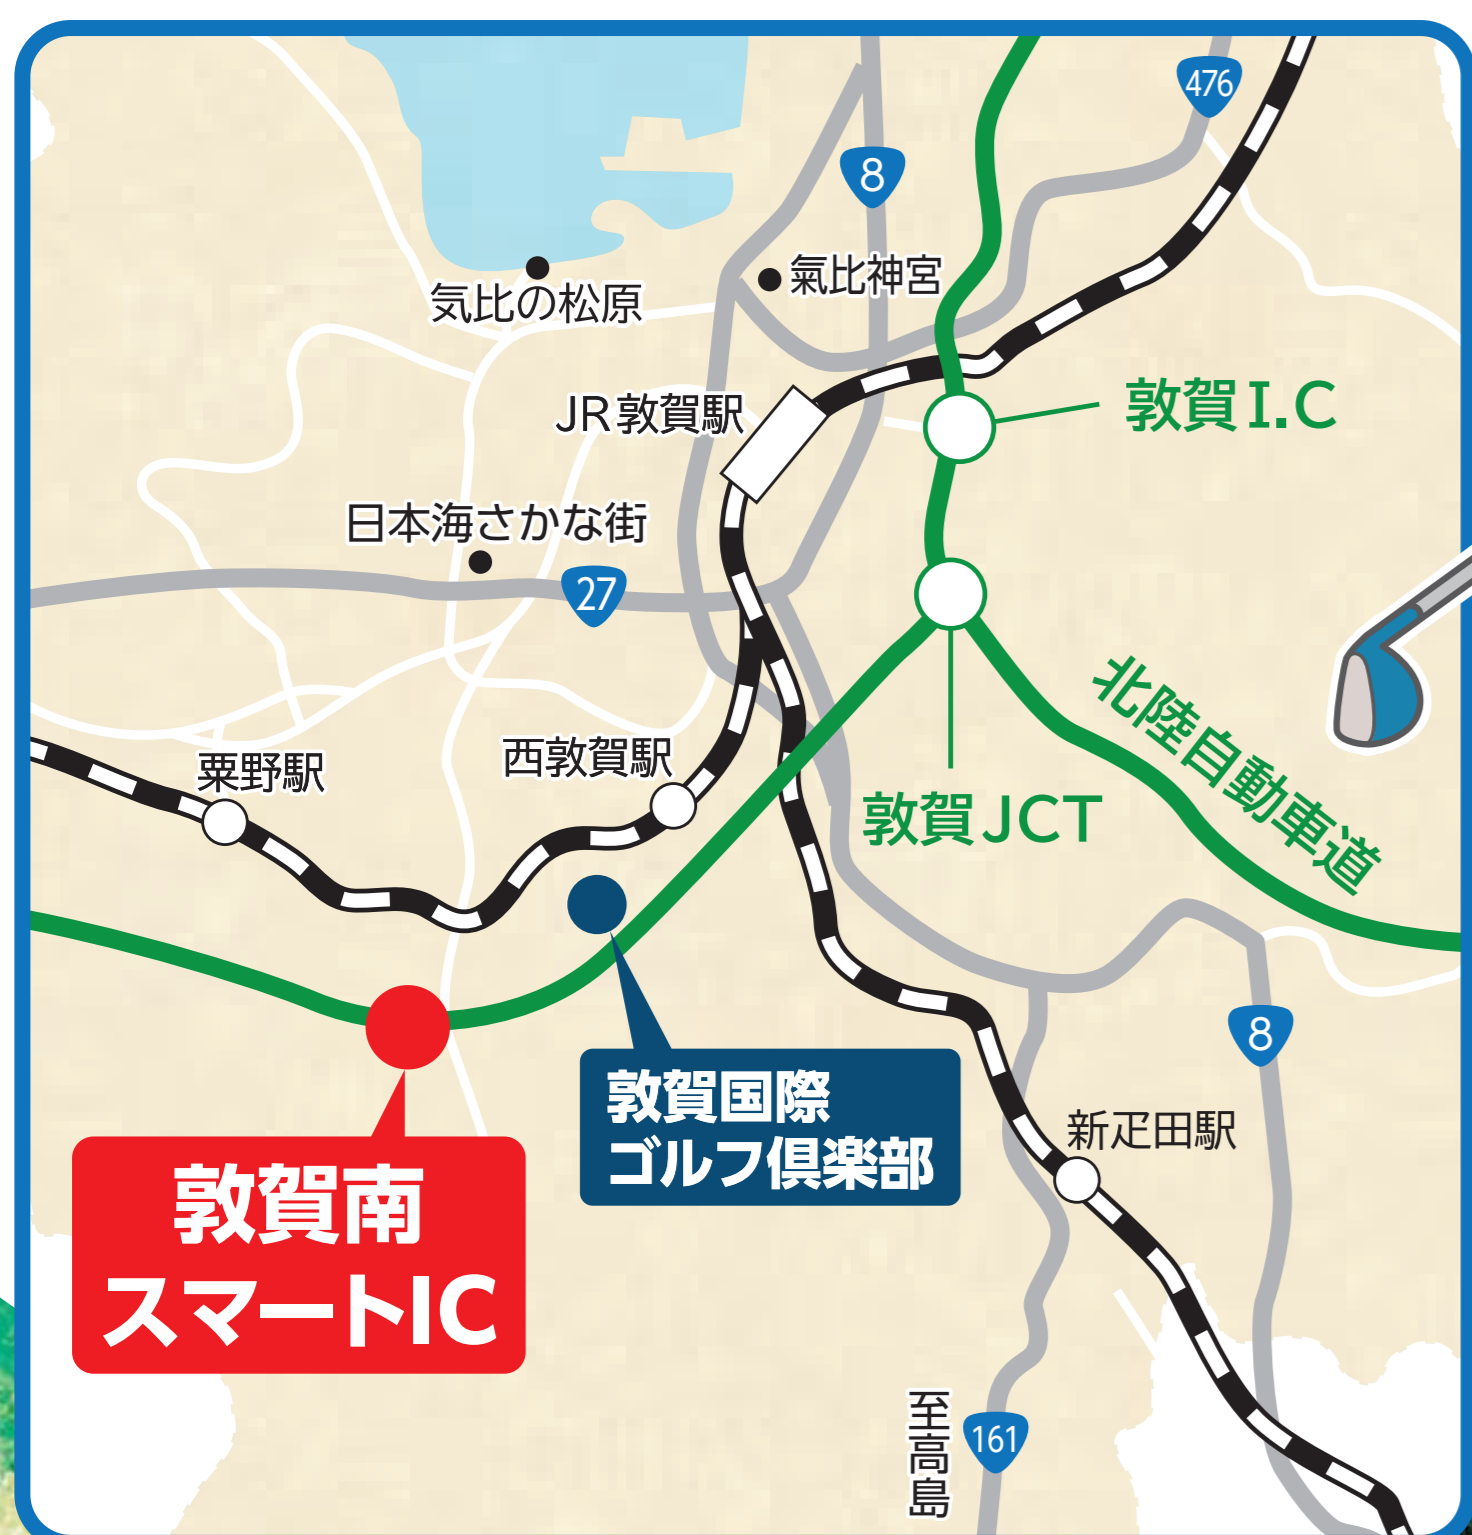 476
8
氣比神宮
気比の松原
敦賀I.C
JR敦賀駅
日本海さかな街
27
北陸自動車道
西敦賀駅
粟野駅
敦賀JCT
8
敦賀国際
ゴルフ倶楽部
新疋田駅
敦賀南
スマートIC
至高島
161